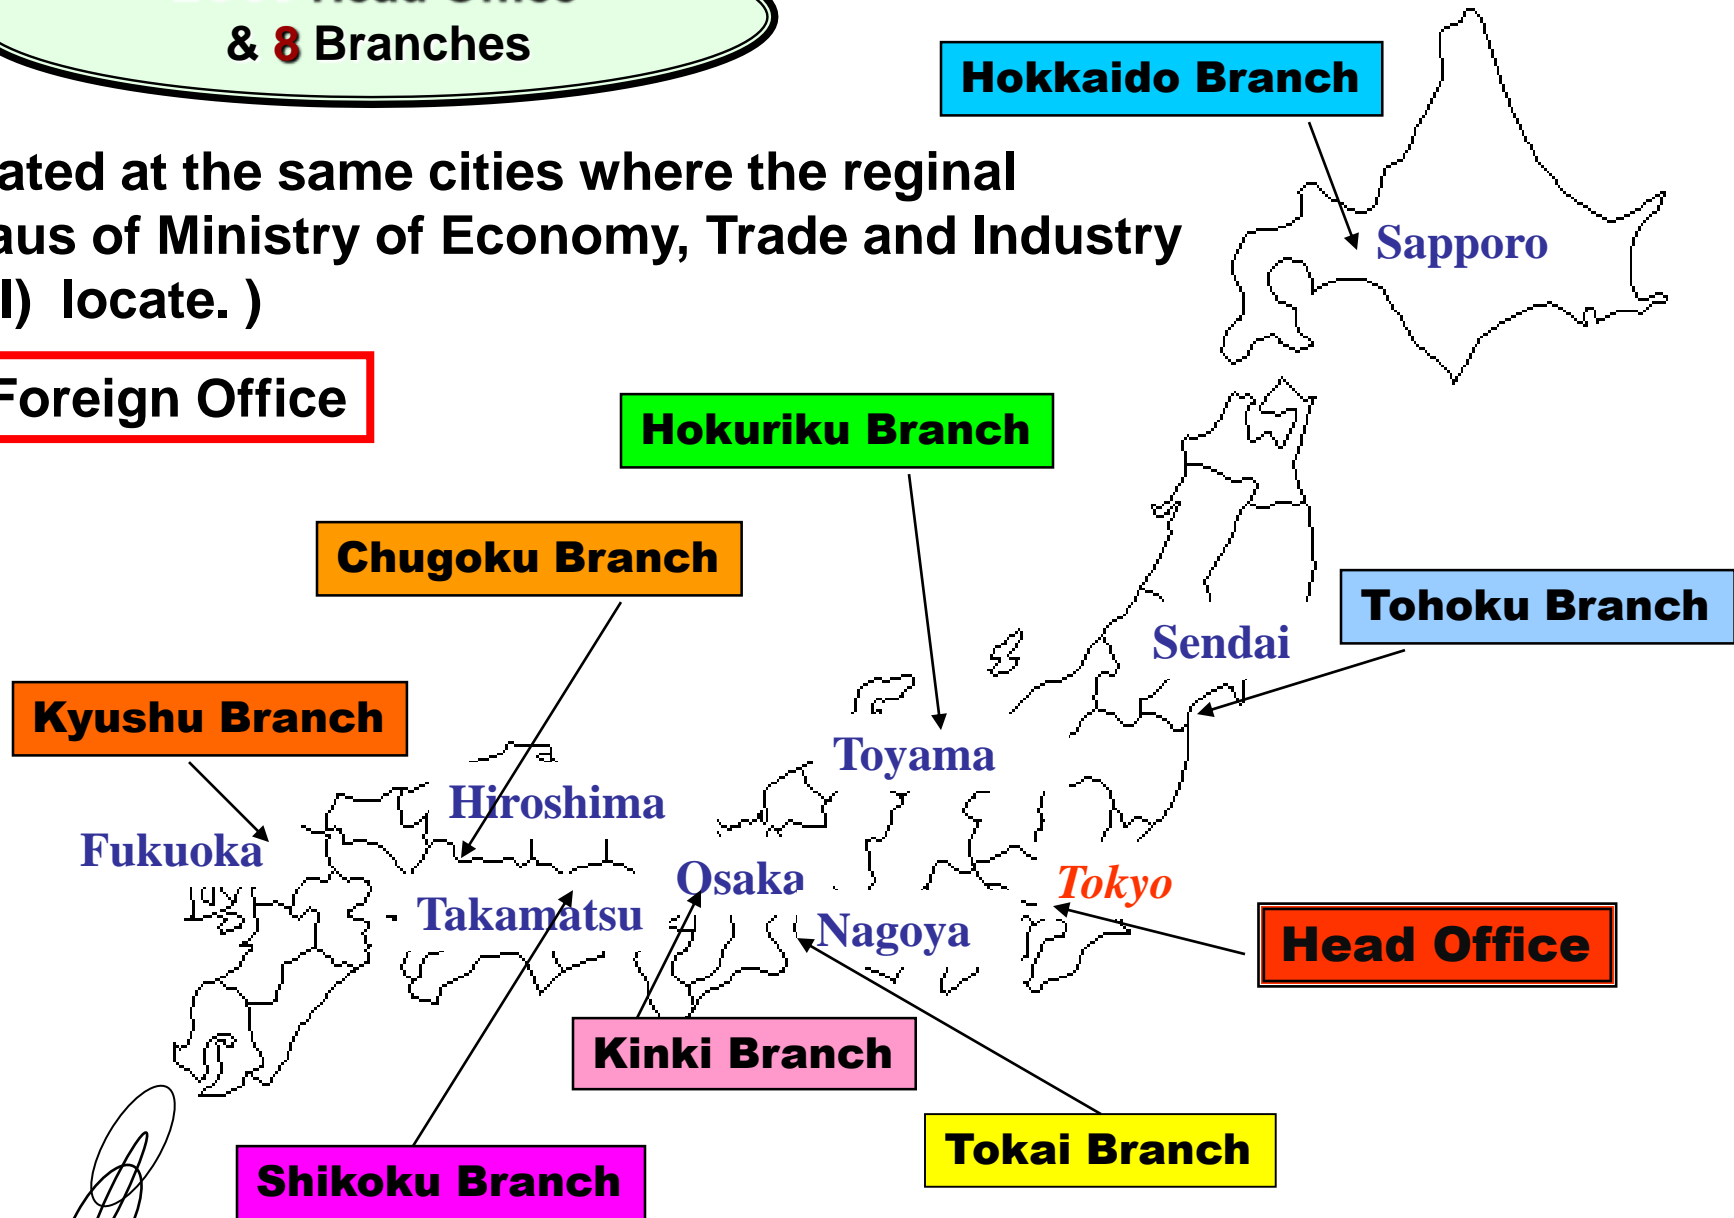 Head Office
& 8 Branches
Hokkaido Branch
ated at the same cities where the reginal
aus of Ministry of Economy, Trade and Industry
I) locate. )
Sapporo
Foreign Office
Hokuriku Branch
Chugoku Branch
Tohoku Branch
Sendai
Kyushu Branch
Toyama
Hiroshima
Fukuoka
Osaka
Tokyo
Takamatsu
Nagoya
Head Office
Kinki Branch
Tokai Branch
Shikoku Branch